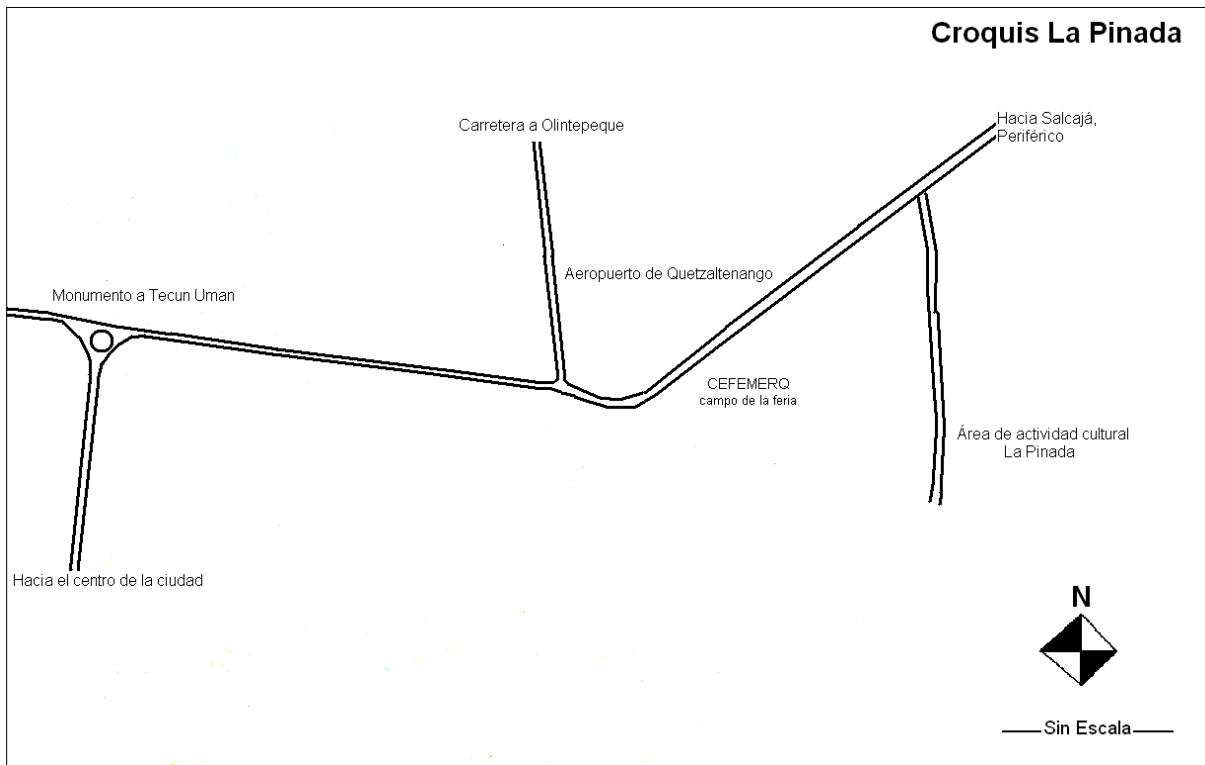 Croquis La Pinada
Carretera a Olintepeque
Hacia Salcajá,
Periférico
Aeropuerto de Quetzaltenango
Monumento a Tecun Uman
CEFEMERQ
campo de la feria
Área de actividad cultural
La Pinada
Hacia el centro de la ciudad
N
Sin Escala